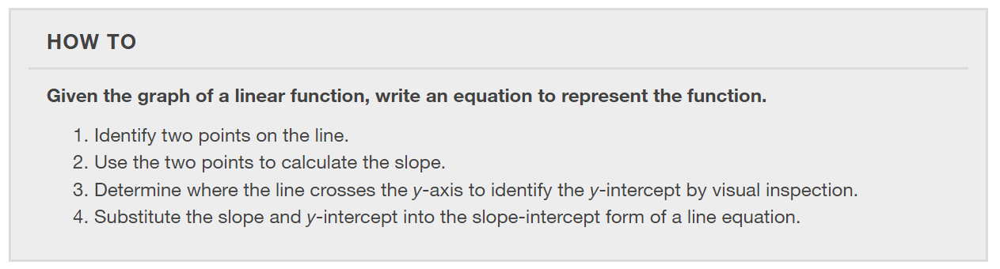 HOW TO
Given the graph of a linear function, write an equation to represent the function.
1. Identify two points on the line.
2. Use the two points to calculate the slope.
3. Determine where the line crosses the y-axis to identify the y-intercept by visual inspection.
4. Substitute the slope and y-intercept into the slope-intercept form of a line equation.